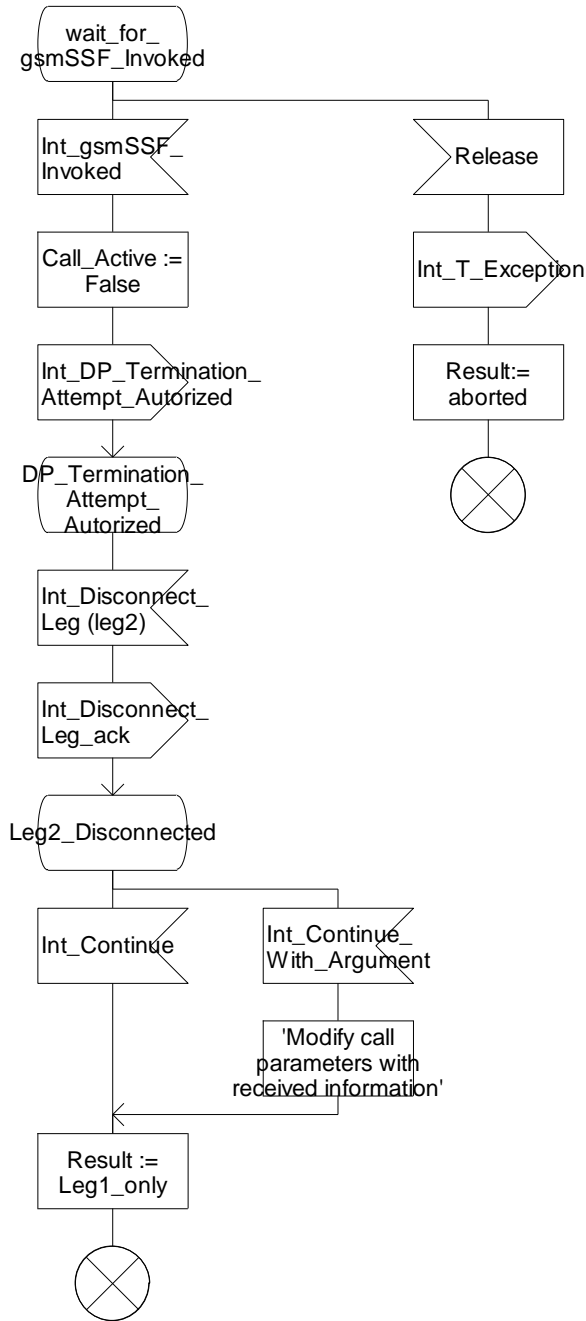 wait_for_
gsmSSF_Invoked
Int_gsmSSF_
Invoked
Release
Call_Active :=
False
Int_T_Exception
Int_DP_Termination_
Attempt_Autorized
Result:=
aborted
DP_Termination_
Attempt_
Autorized
Int_Disconnect_
Leg (leg2)
Int_Disconnect_
Leg_ack
Leg2_Disconnected
Int_Continue
Int_Continue_
With_Argument
'Modify call
parameters with
received information'
Result :=
Leg1_only